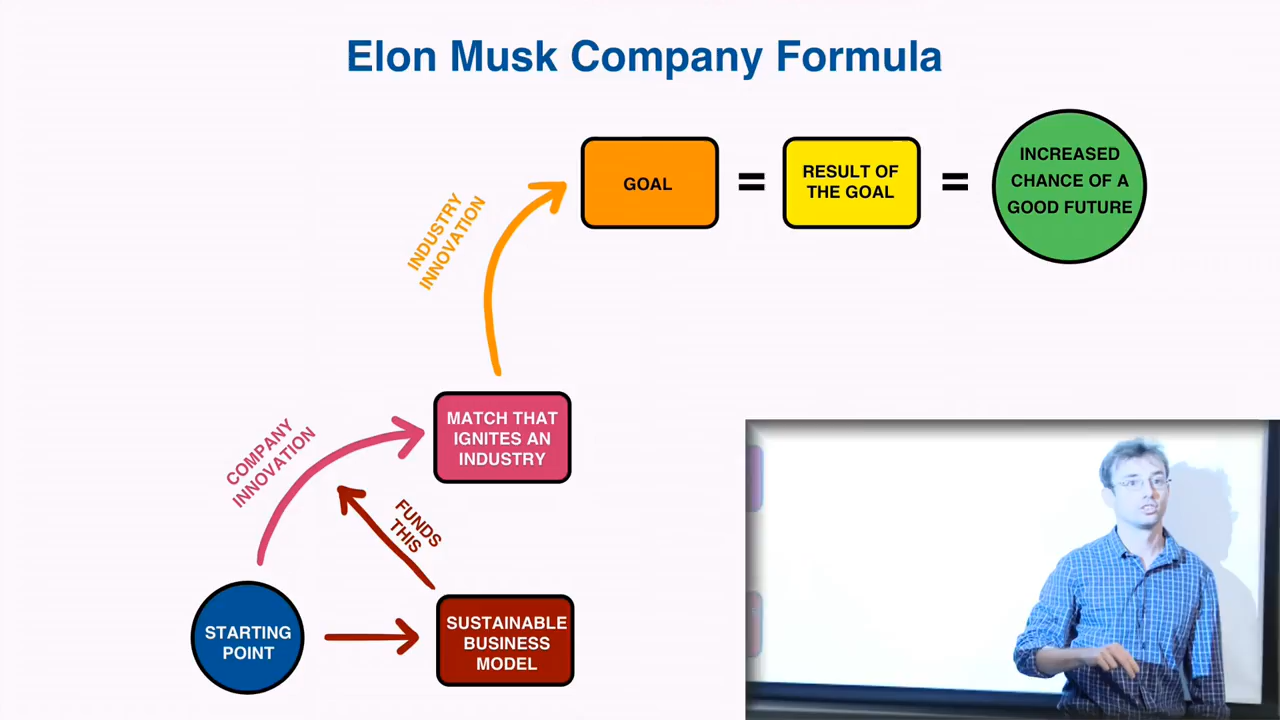 Elon Musk Company Formula
GOAL
=
RESULT OF
THE GOAL
=
INCREASED
CHANCE OF A
GOOD FUTURE
INDUSTRY
INNOVATION
MATCH THAT
IGNITES AN
INDUSTRY
COMPANY
INNOVATION
FUNDS
THIS
STARTING
POINT
SUSTAINABLE
BUSINESS
MODEL